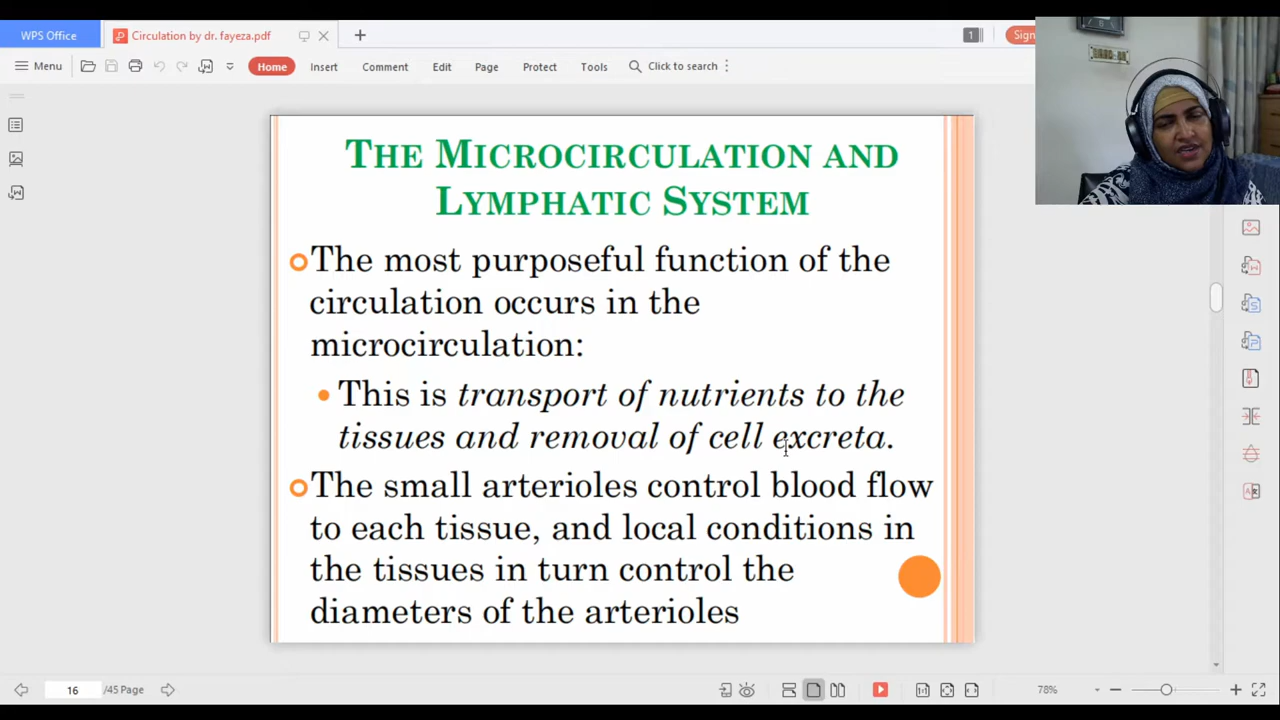 WPS Office
Circulation by dr. fayeza.pdf
1
Sign
Menu
Home
Insert
Comment
Edit
Page
Protect
Tools
Click to search
THE MICROCIRCULATION AND
LYMPHATIC SYSTEM
The most purposeful function of the
circulation occurs in the
microcirculation:
This is transport of nutrients to the
tissues and removal of cell excreta.
The small arterioles control blood flow
to each tissue, and local conditions in
the tissues in turn control the
diameters of the arterioles
16 /45 Page
78%